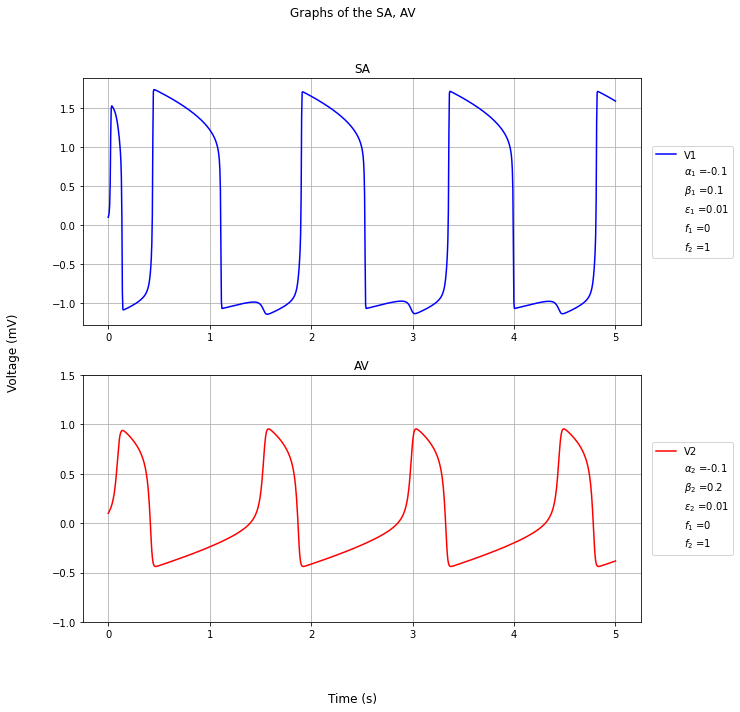 Graphs of the SA, AV
SA
1.5
1.0
0.5
0.0
−0.5
−1.0
0 1 2 3 4 5
V1
α₁ =-0.1
β₁ =0.1
ε₁ =0.01
f₁ =0
f₂ =1
Voltage (mV)
AV
1.5
1.0
0.5
0.0
−0.5
−1.0
0 1 2 3 4 5
V2
α₂ =-0.1
β₂ =0.2
ε₂ =0.01
f₁ =0
f₂ =1
Time (s)